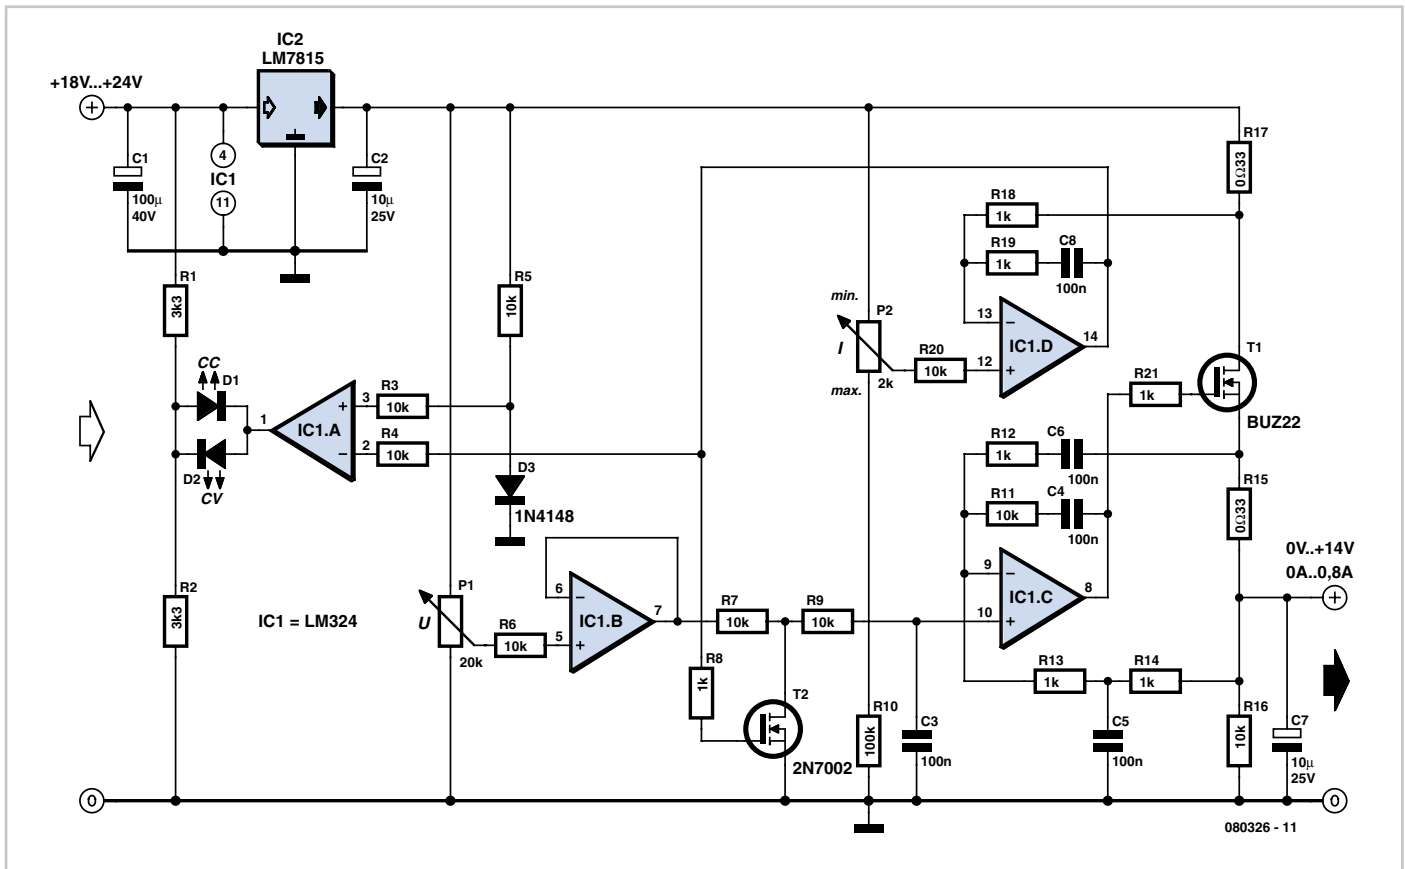 IC2
LM7815
+18V...+24V
+
C1
100µ
40V
4
IC1
11
C2
10µ
25V
R17
0Ω33
R18
1k
R19
1k
C8
100n
R1
3k3
R5
10k
min.
P2
I
max.
2k
R20
10k
13
–
12
+
IC1.D
14
T1
BUZ22
R21
1k
CC
D1
D2
CV
1
IC1.A
+
3
–
2
R3
10k
R4
10k
D3
1N4148
R12
1k
C6
100n
R11
10k
C4
100n
R15
0Ω33
0V..+14V
0A..0,8A
+
R2
3k3
IC1 = LM324
P1
U
20k
R6
10k
6
–
5
+
IC1.B
7
R7
10k
R9
10k
9
–
10
+
IC1.C
8
R8
1k
T2
2N7002
R10
100k
C3
100n
R13
1k
R14
1k
C5
100n
R16
10k
C7
10µ
25V
0
0
080326 - 11